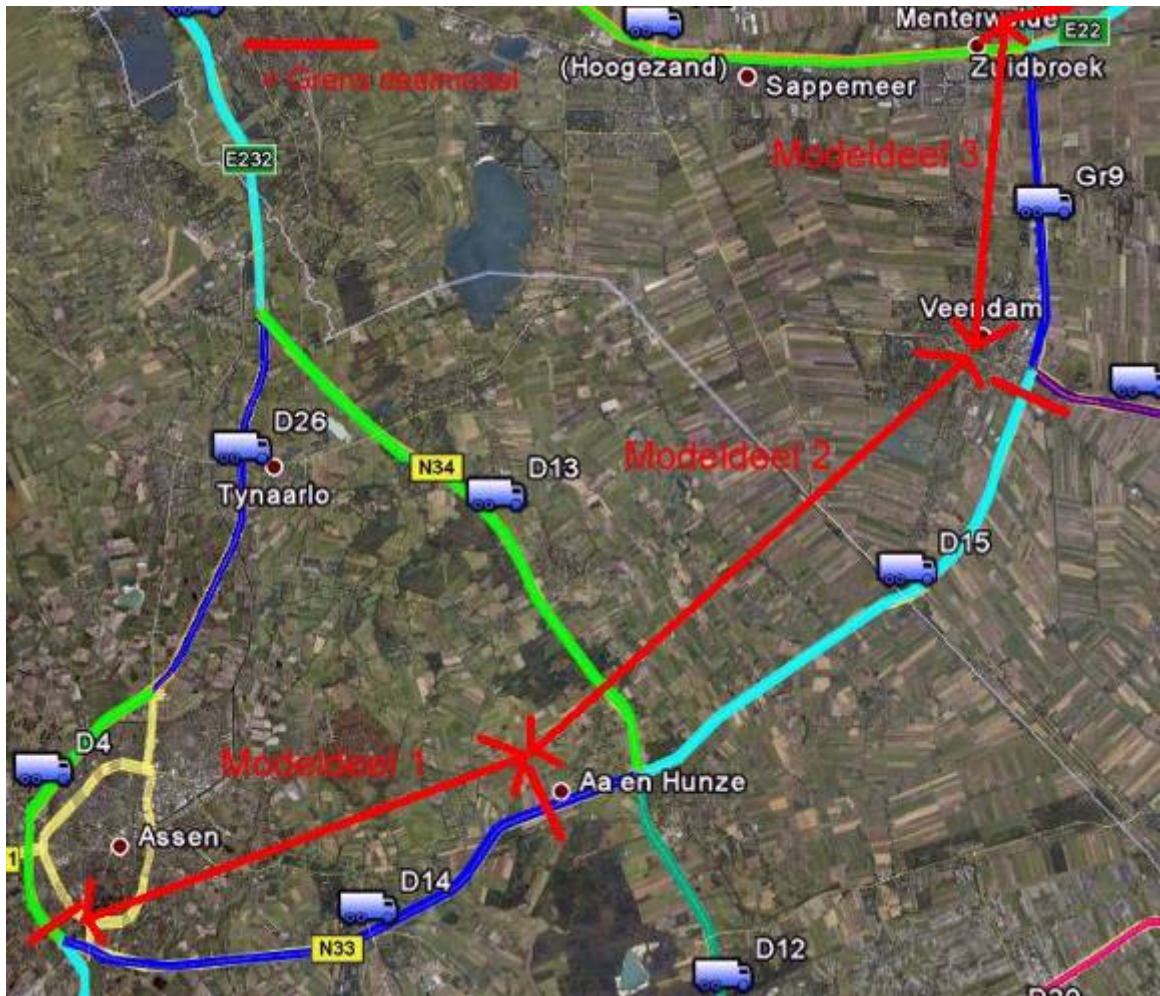 Menterwolde
E22
(Hoogezand)
Zuidbroek
Sappemeer
= Grens deelmodel
E232
Modeldeel 3
Gr9
Veendam
D26
Tynaarlo
N34
D13
Modeldeel 2
D15
D4
Modeldeel 1
Aa en Hunze
Assen
1
D14
N33
D12